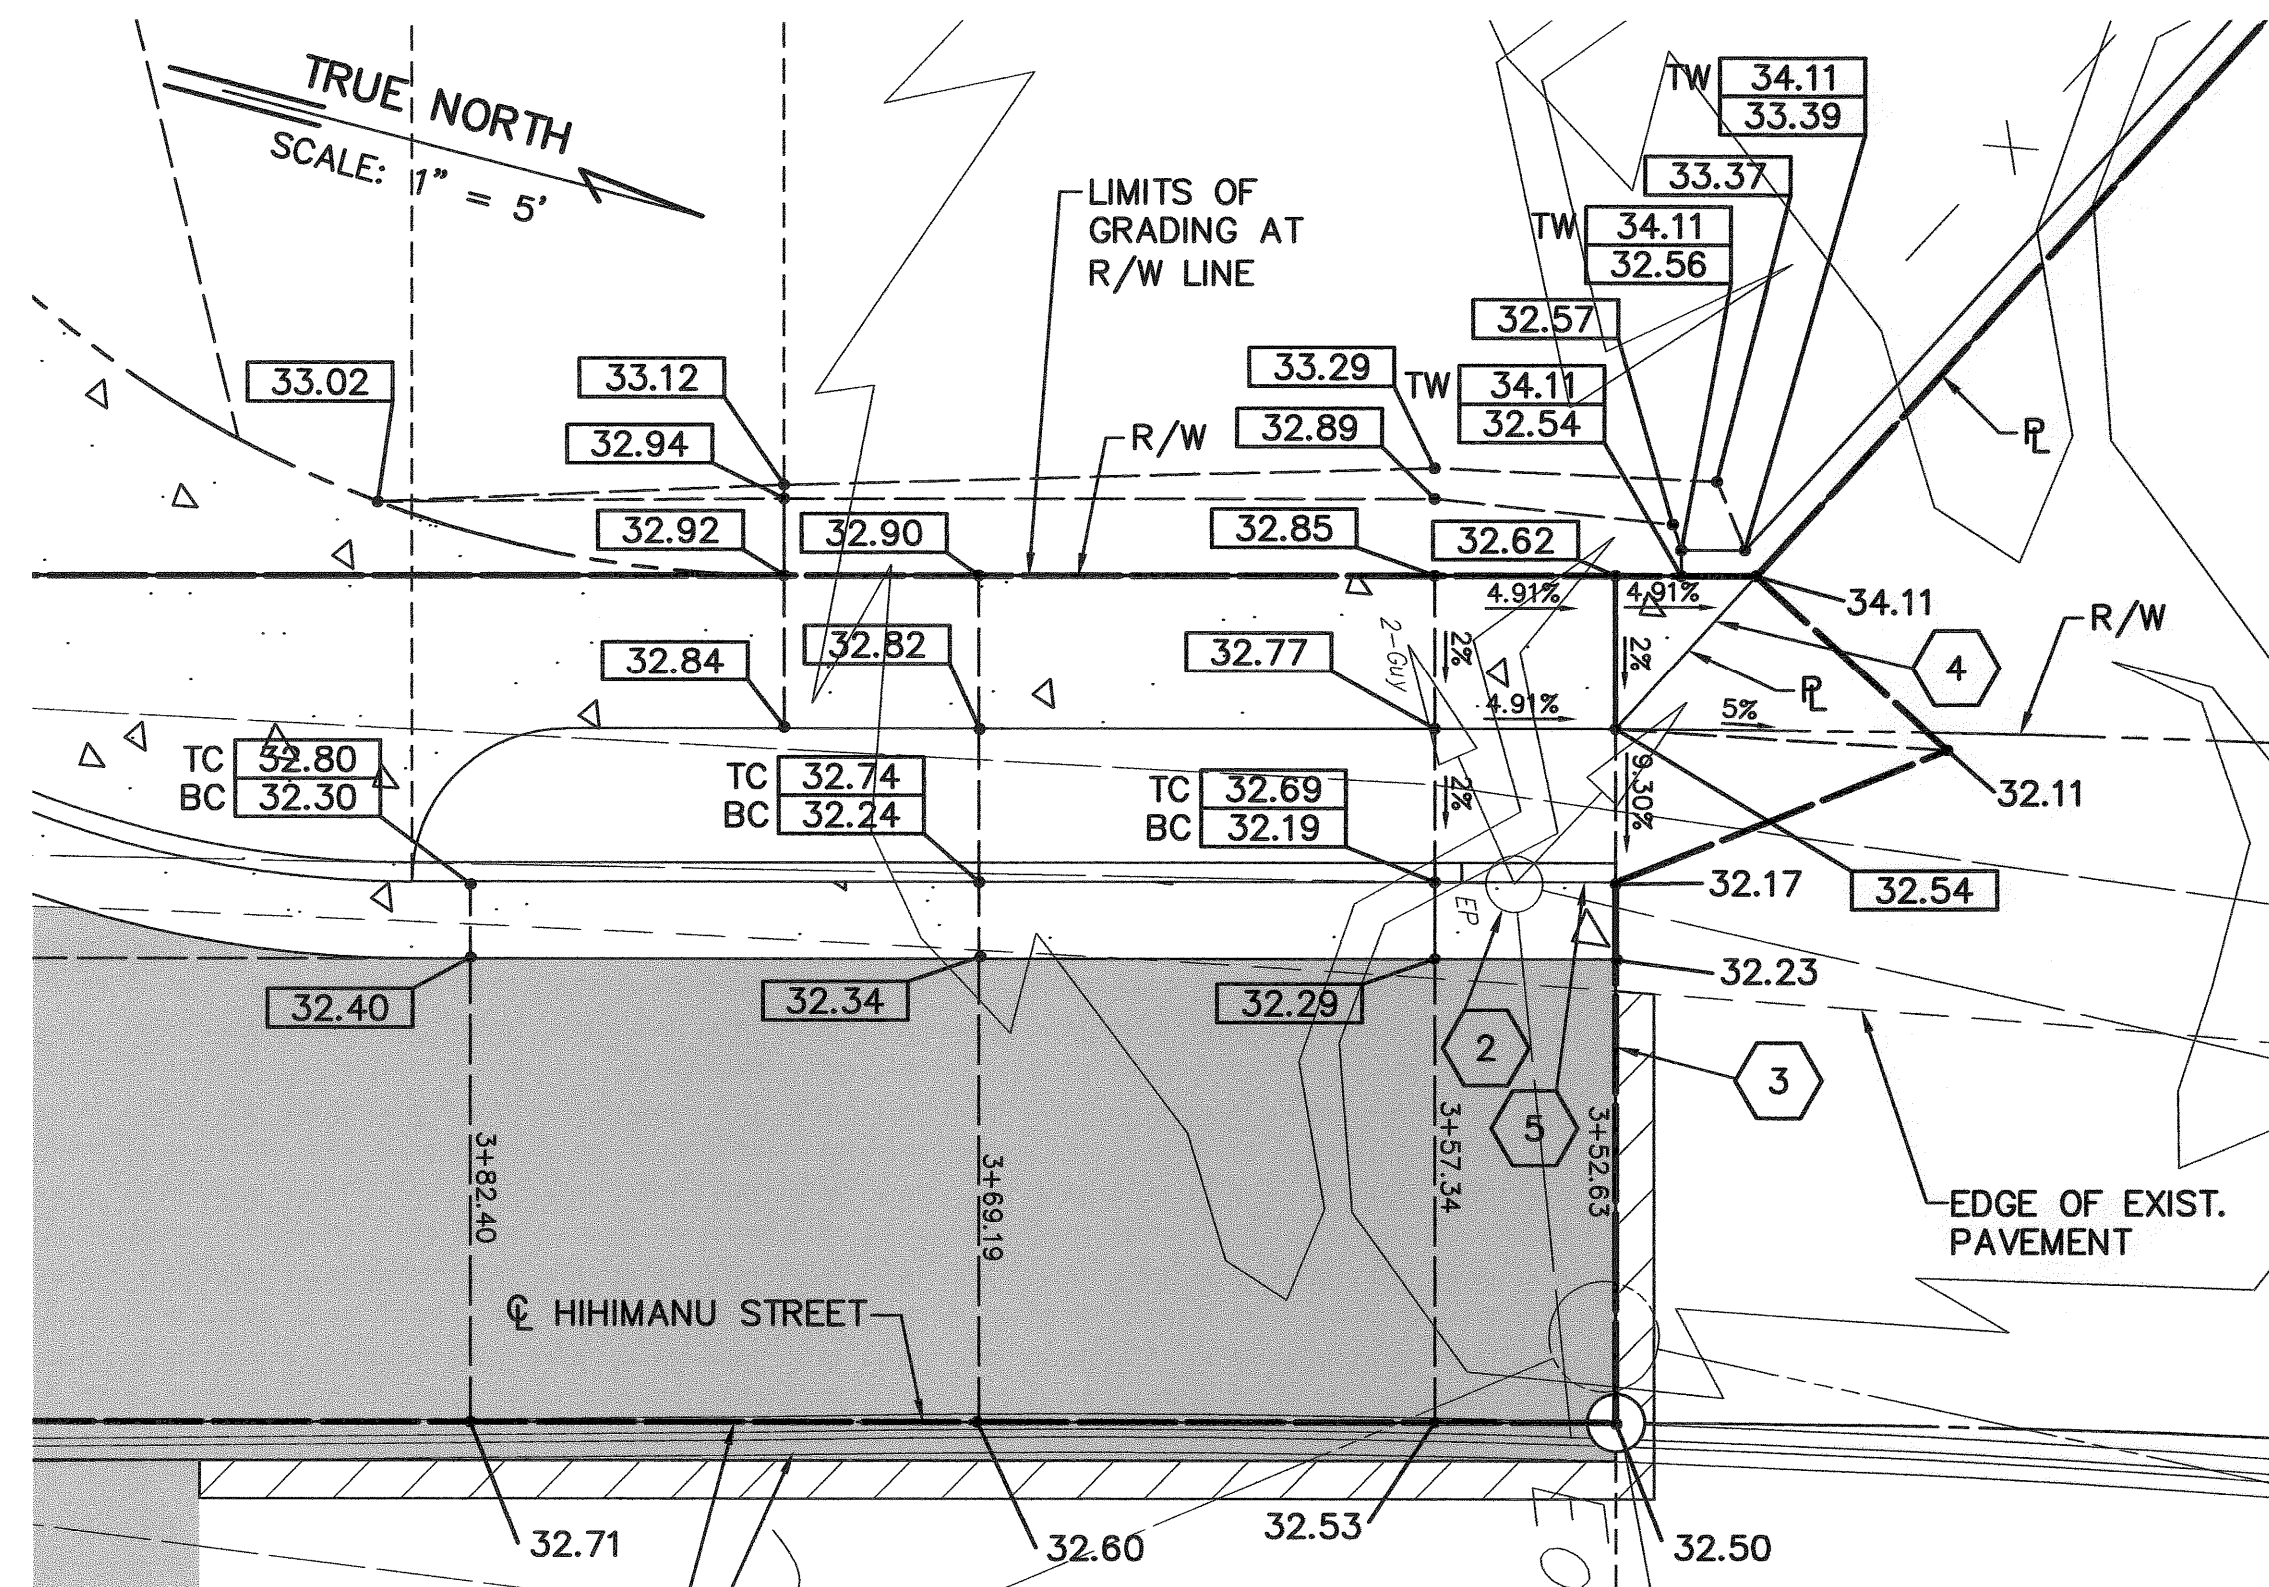 TRUE NORTH
SCALE: 1" = 5'
TW 34.11
33.39
33.37
TW 34.11
32.56
LIMITS OF
GRADING AT
R/W LINE
32.57
33.02
33.12
33.29
TW 34.11
32.54
32.94
R/W
32.89
℄
32.92
32.90
32.85
32.62
4.91%
4.91%
34.11
R/W
32.84
32.82
32.77
2-Guy
2%
2%
4
PL
4.91%
5%
TC 32.80
BC 32.30
TC 32.74
BC 32.24
TC 32.69
BC 32.19
2%
9.30%
32.11
32.17
32.54
EP.
32.23
32.40
32.34
32.29
2
3
5
3+82.40
3+69.19
3+57.34
3+52.63
EDGE OF EXIST.
PAVEMENT
℄ HIHIMANU STREET
32.71
32.60
32.53
32.50